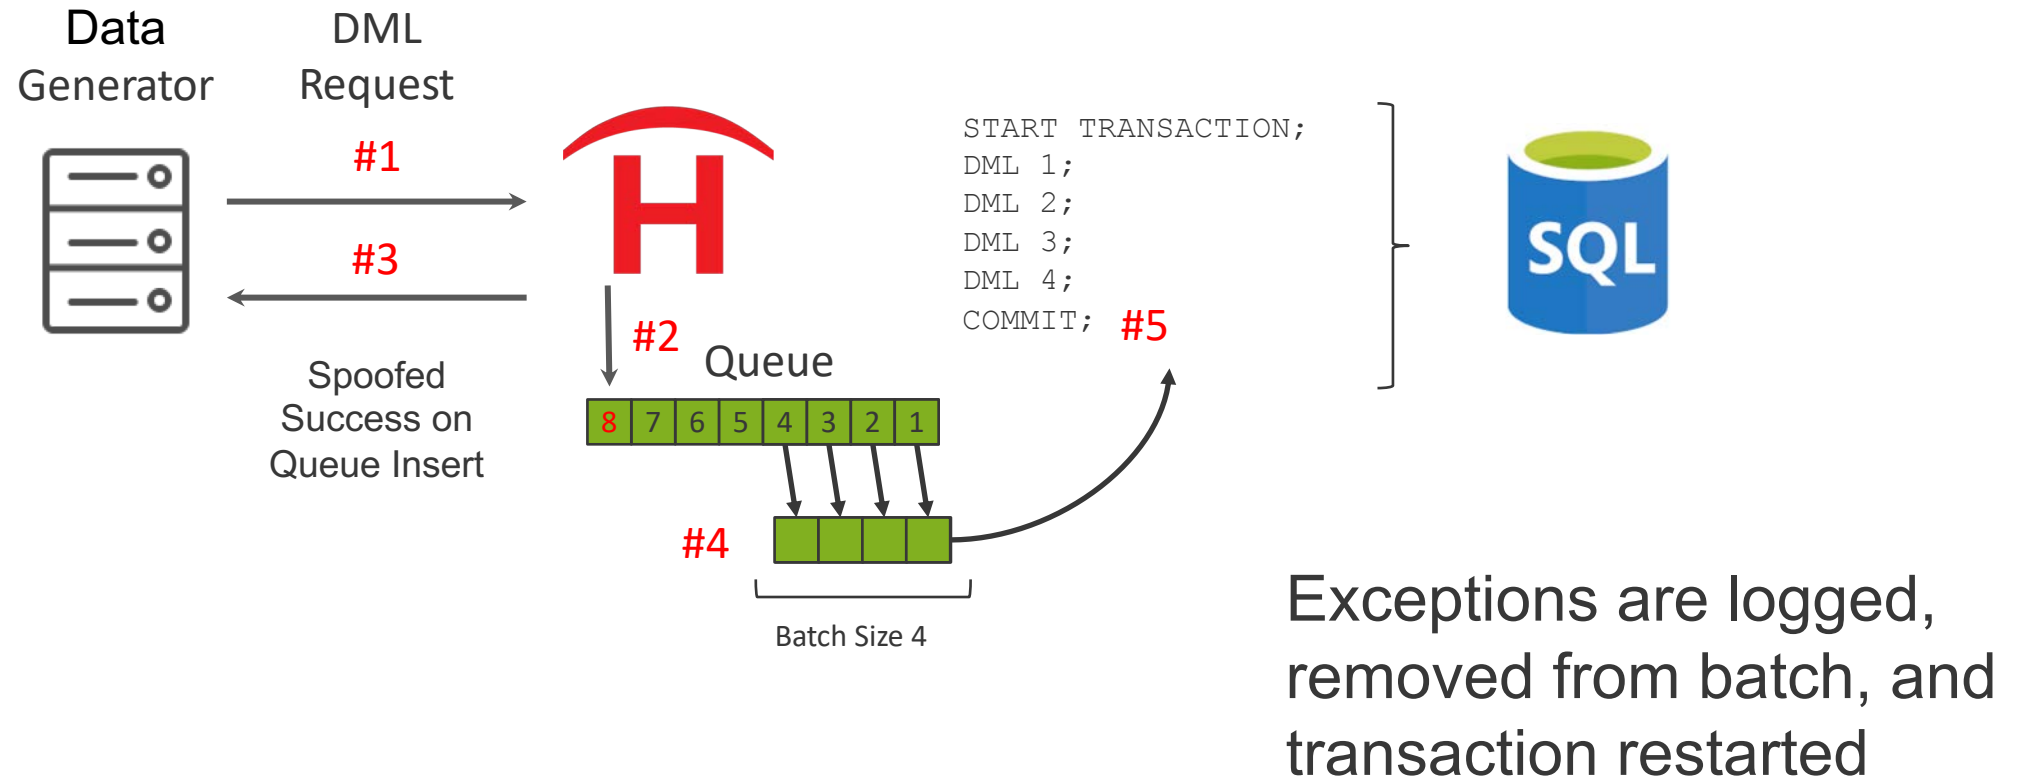 Data
Generator
DML
Request
#1
#3
Spoofed
Success on
Queue Insert
H
#2
Queue
8 7 6 5 4 3 2 1
#4
Batch Size 4
START TRANSACTION;
DML 1;
DML 2;
DML 3;
DML 4;
COMMIT;
#5
SQL
Exceptions are logged,
removed from batch, and
transaction restarted